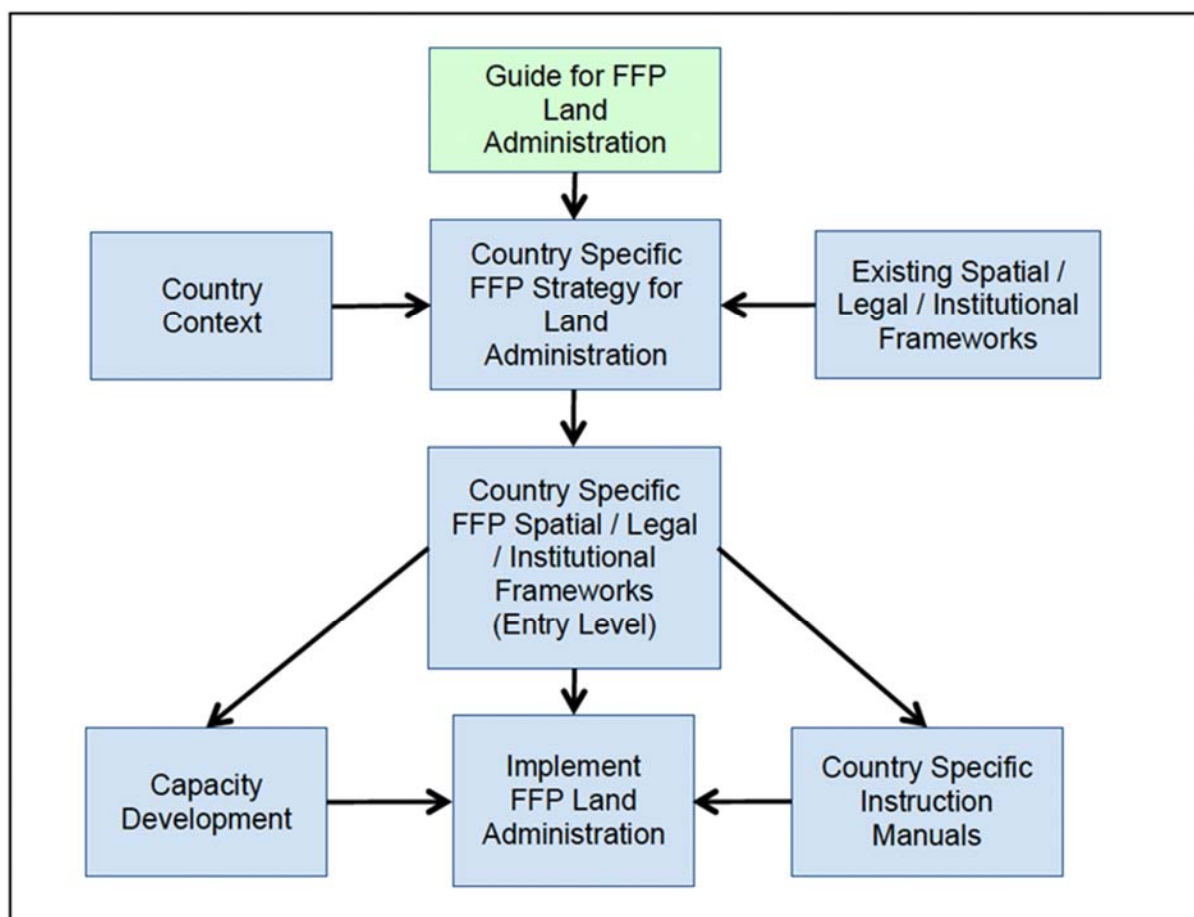 Guide for FFP
Land
Administration
Country
Context
Country Specific
FFP Strategy for
Land
Administration
Existing Spatial /
Legal / Institutional
Frameworks
Country Specific
FFP Spatial / Legal
/ Institutional
Frameworks
(Entry Level)
Capacity
Development
Implement
FFP Land
Administration
Country Specific
Instruction
Manuals